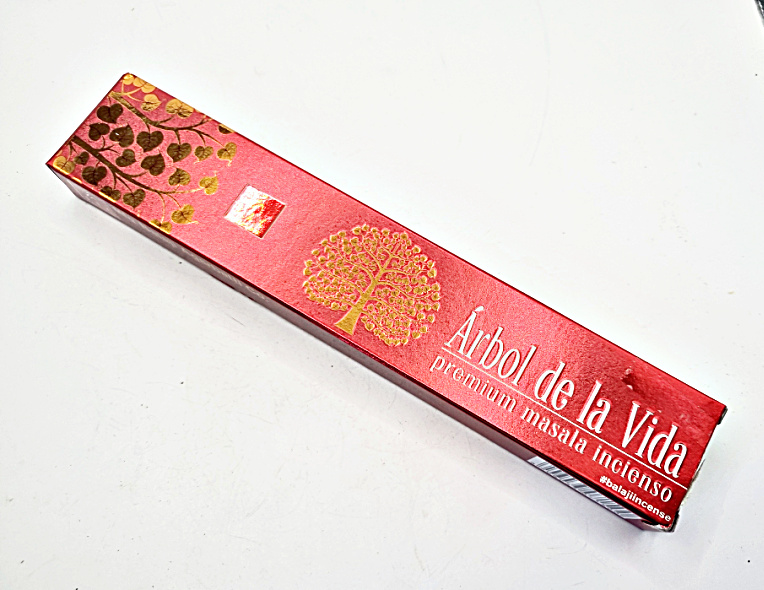 Árbol de la Vida
premium masala incienso
#balajiincense